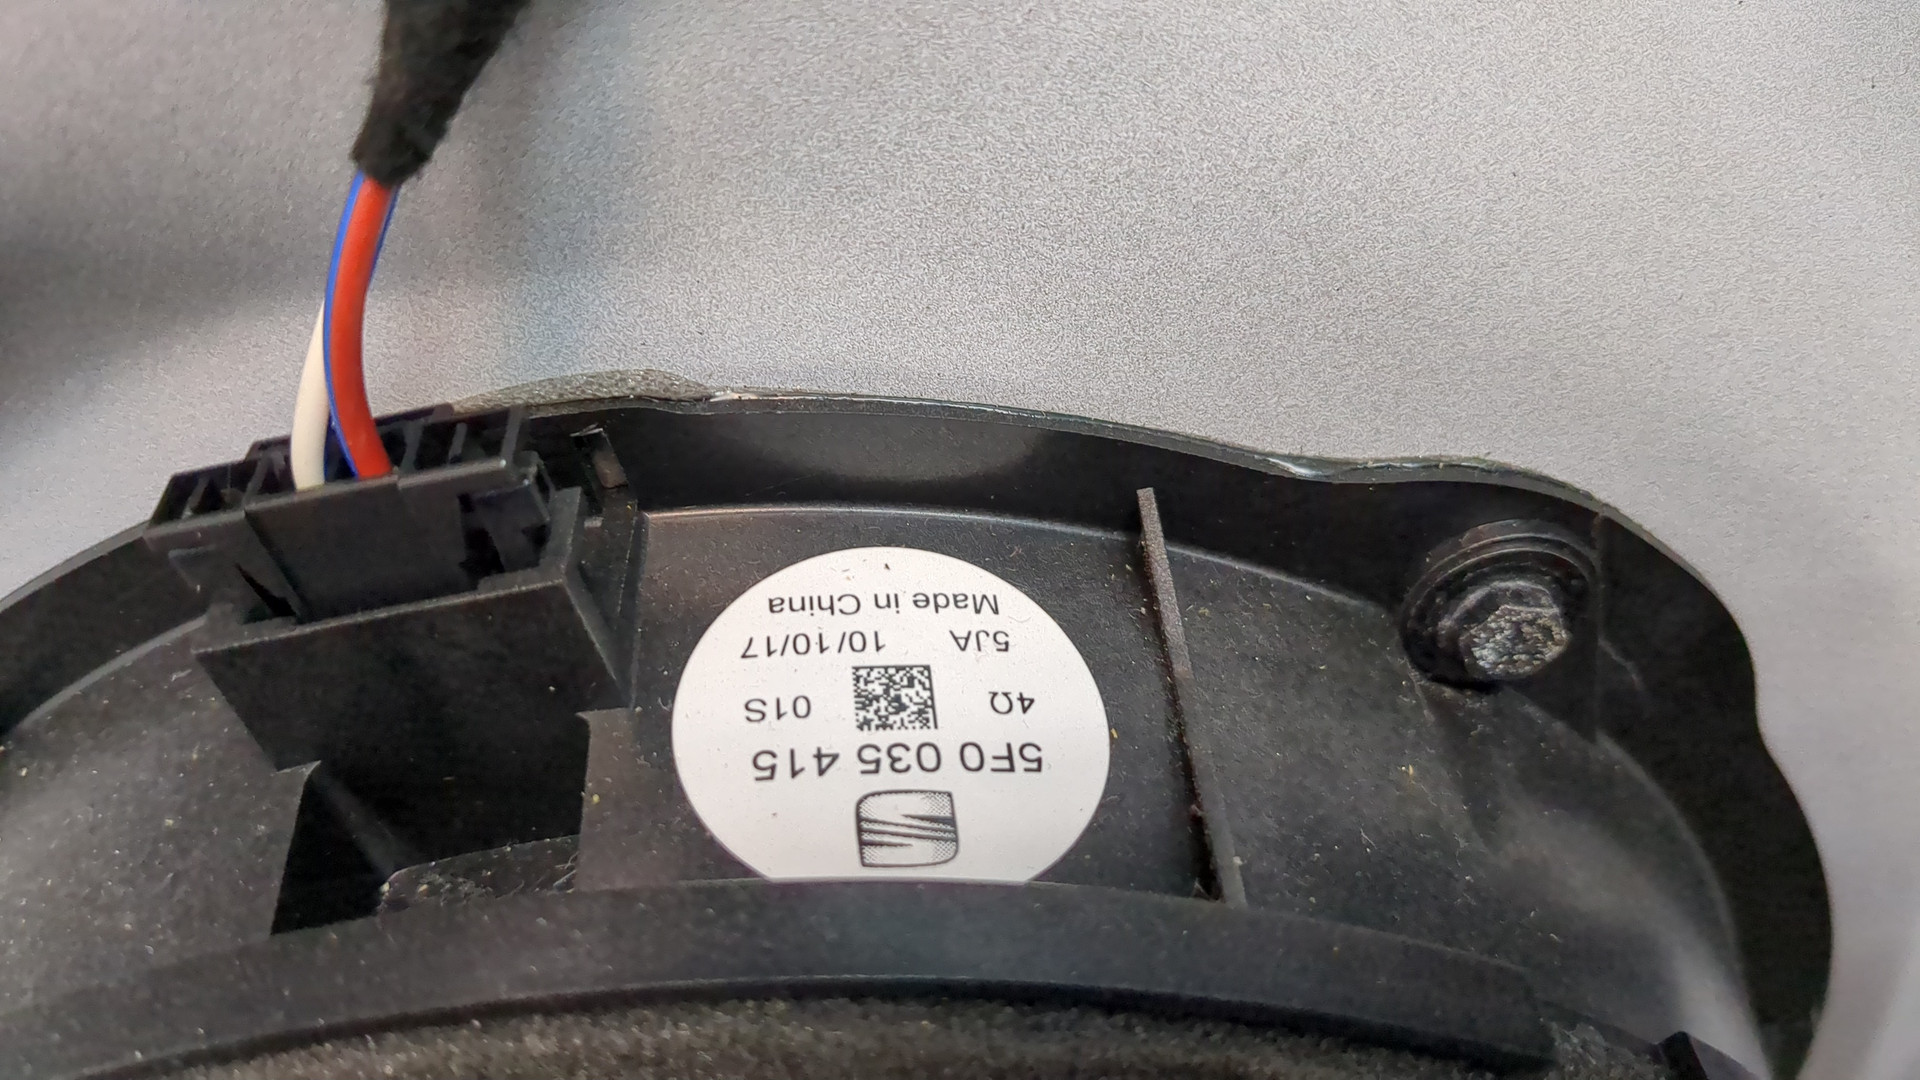 5F0 035 415
4Ω 01S
5JA 10/10/17
Made in China